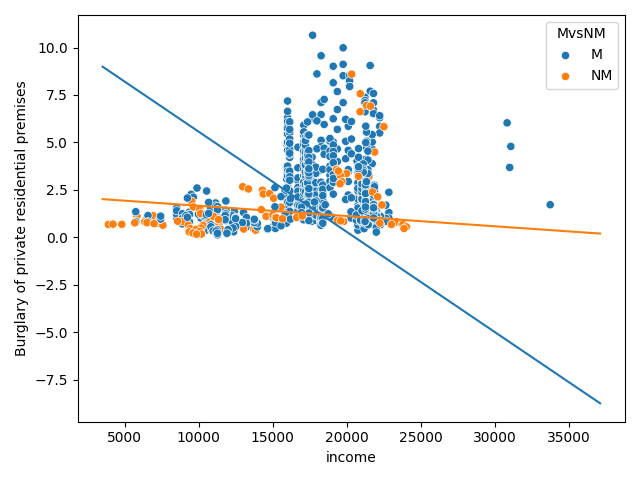 MvsNM
M
NM
10.0
7.5
5.0
2.5
0.0
−2.5
−5.0
−7.5
Burglary of private residential premises
5000 10000 15000 20000 25000 30000 35000
income